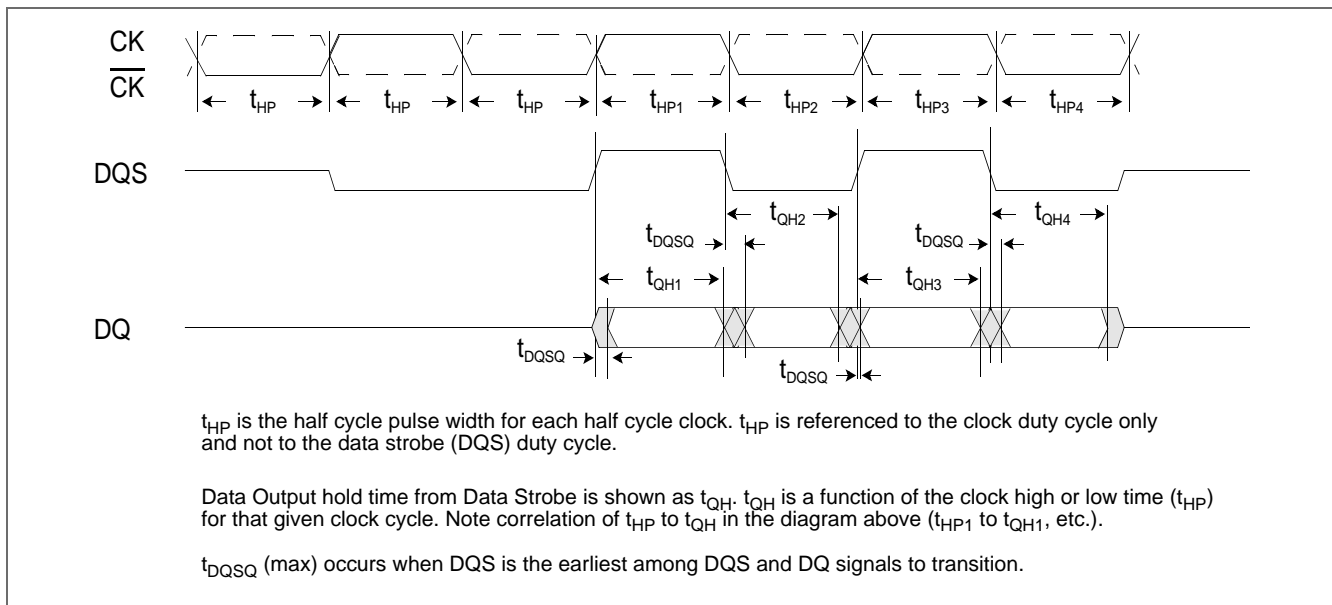 CK
CK
tHP tHP tHP tHP1 tHP2 tHP3 tHP4
DQS
tQH2 tQH4
tDQSQ tDQSQ
tQH1 tQH3
DQ
tDQSQ tDQSQ
tHP is the half cycle pulse width for each half cycle clock. tHP is referenced to the clock duty cycle only
and not to the data strobe (DQS) duty cycle.
Data Output hold time from Data Strobe is shown as tQH. tQH is a function of the clock high or low time (tHP)
for that given clock cycle. Note correlation of tHP to tQH in the diagram above (tHP1 to tQH1, etc.).
tDQSQ (max) occurs when DQS is the earliest among DQS and DQ signals to transition.